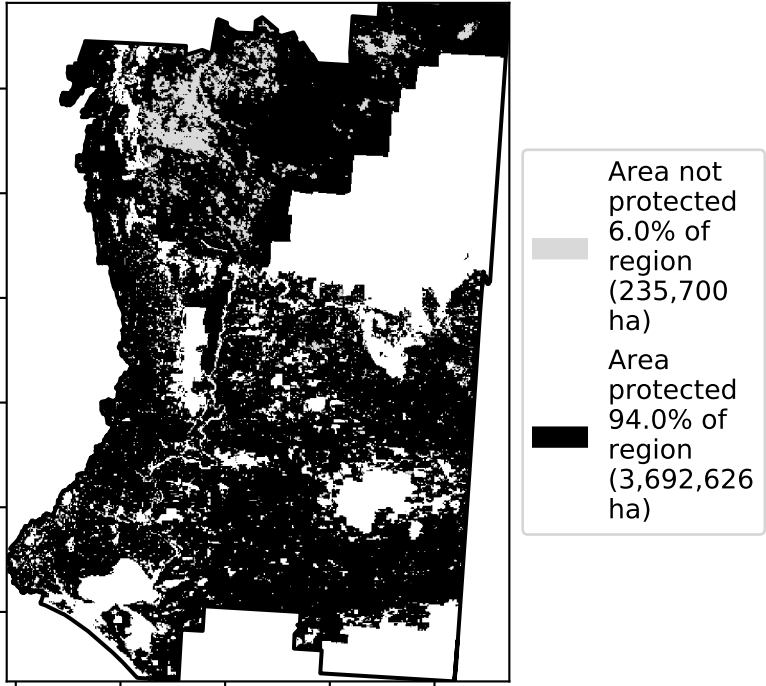 Area not
protected
6.0% of
region
(235,700
ha)
Area
protected
94.0% of
region
(3,692,626
ha)